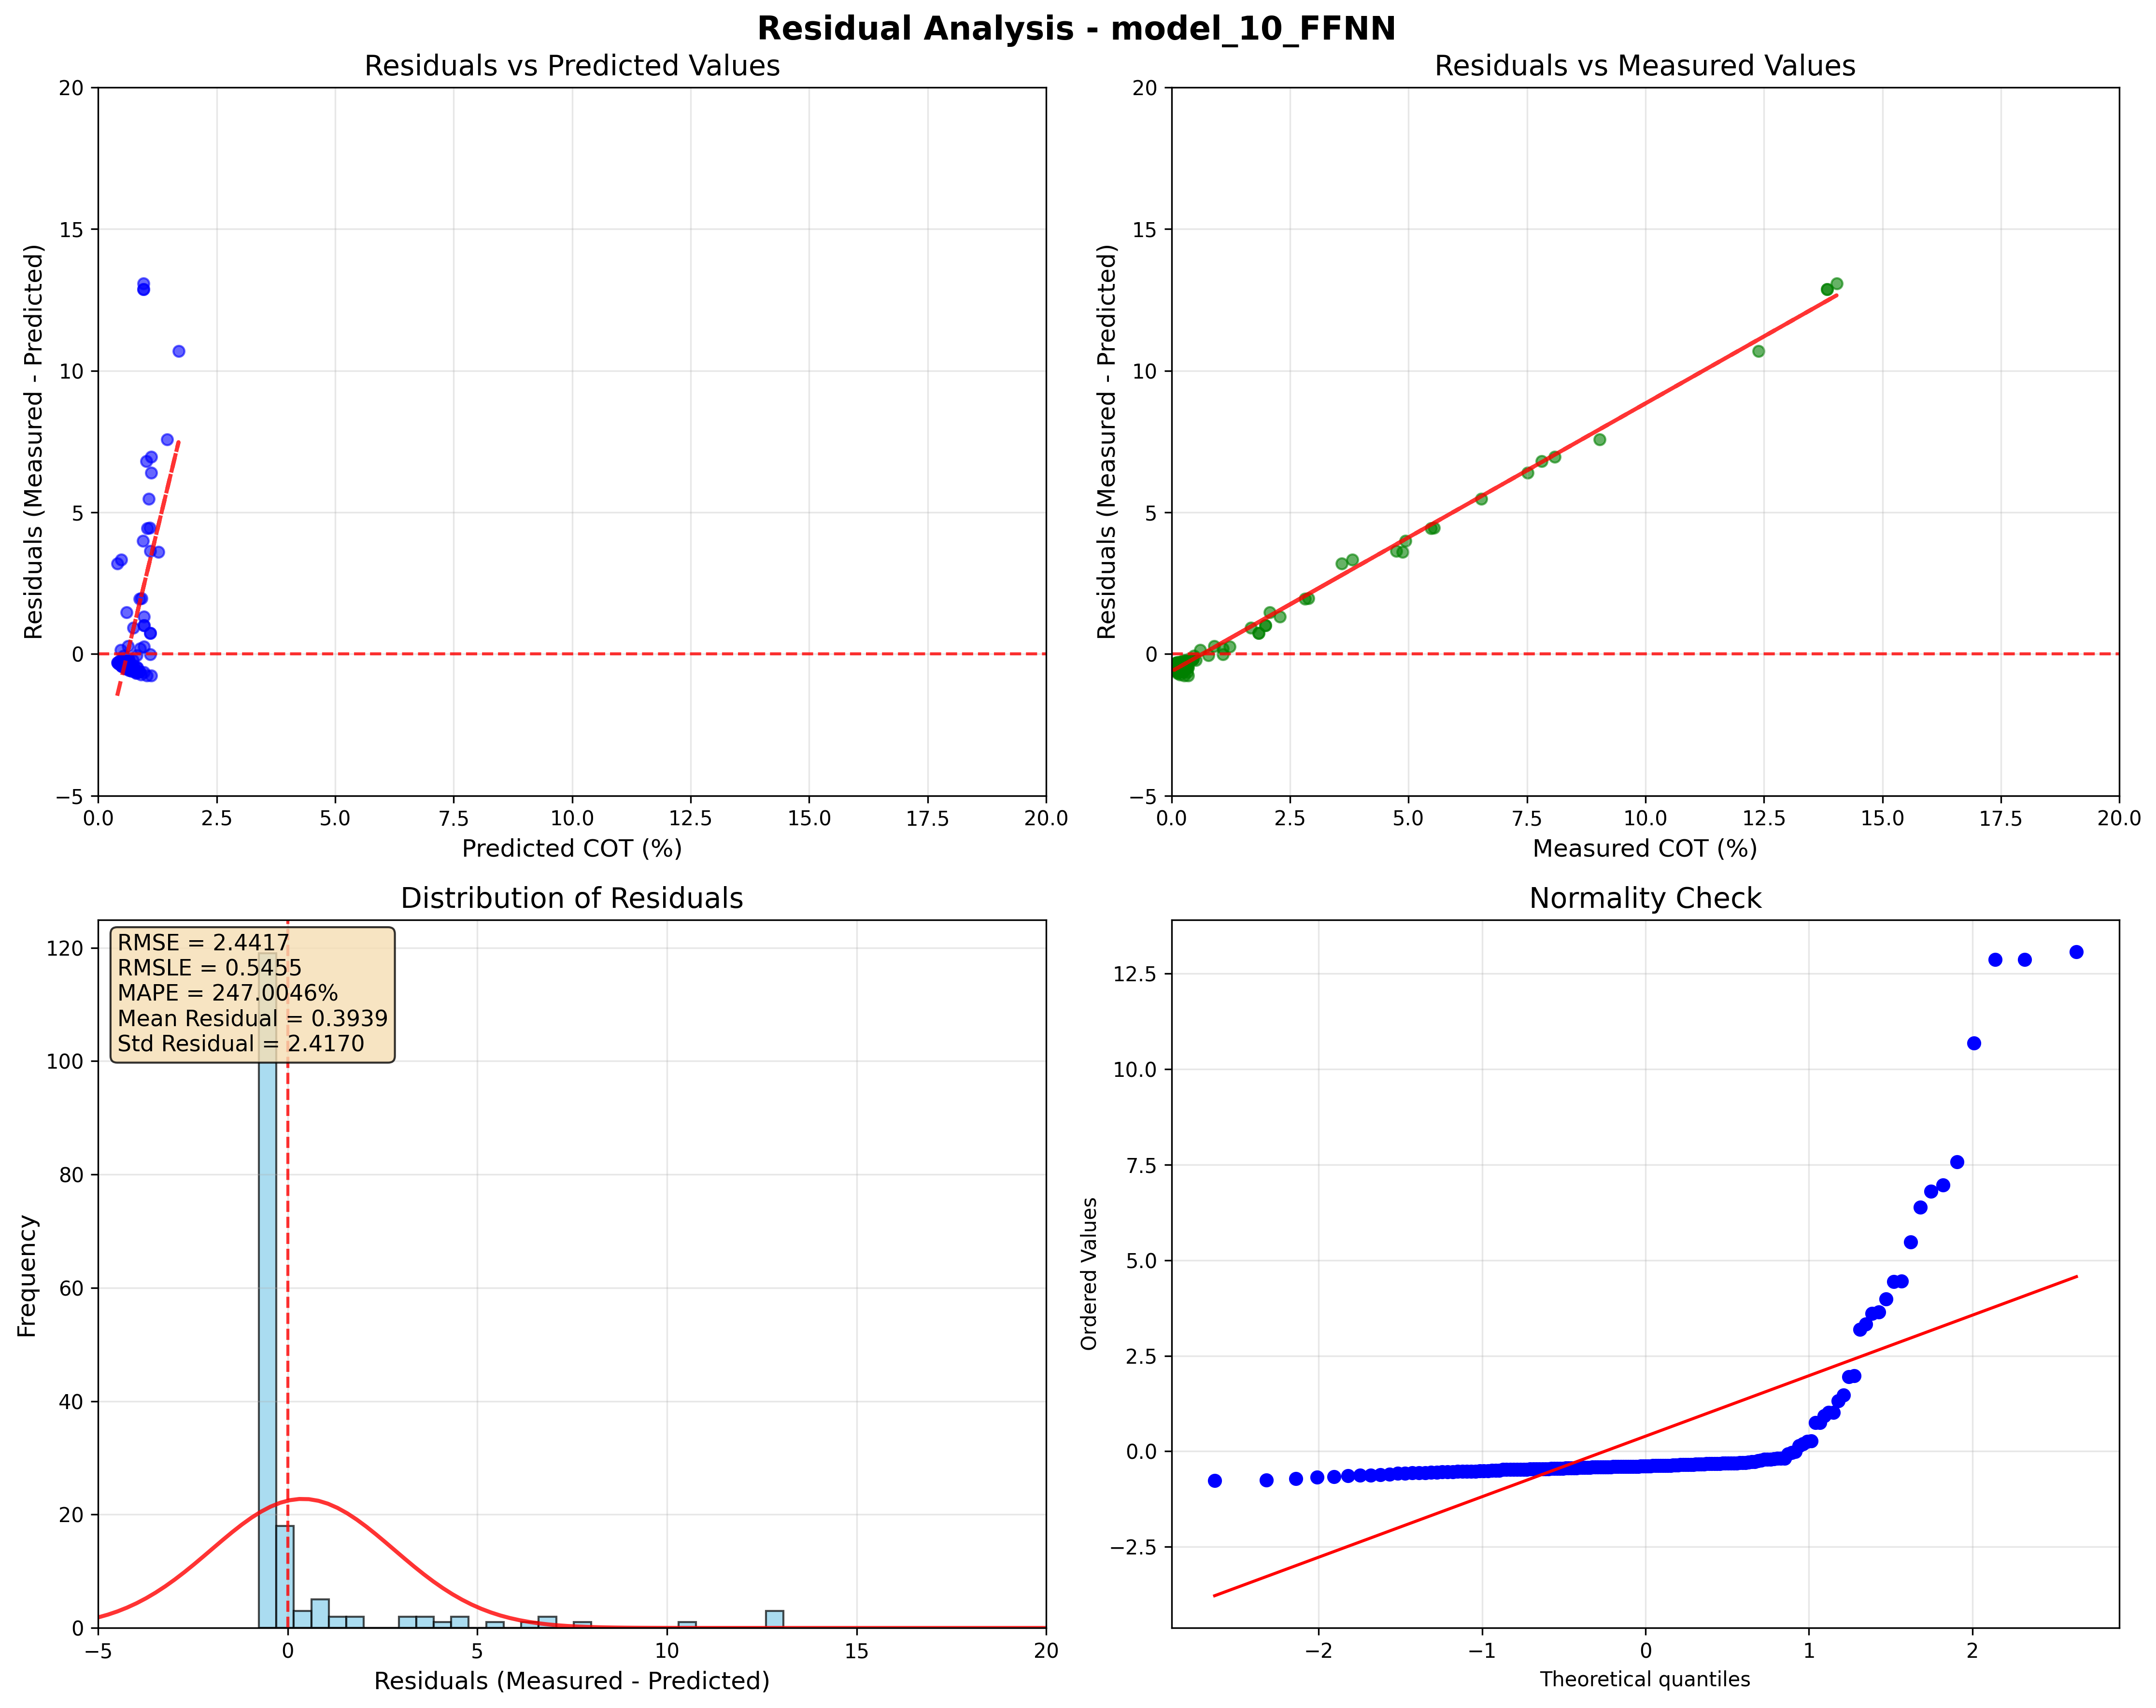 Residual Analysis - model_10_FFNN
Residuals vs Predicted Values
20
15
10
5
0
−5
0.0 2.5 5.0 7.5 10.0 12.5 15.0 17.5 20.0
Residuals (Measured - Predicted)
Predicted COT (%)
Residuals vs Measured Values
20
15
10
5
0
−5
0.0 2.5 5.0 7.5 10.0 12.5 15.0 17.5 20.0
Residuals (Measured - Predicted)
Measured COT (%)
Distribution of Residuals
RMSE = 2.4417
RMSLE = 0.5455
MAPE = 247.0046%
Mean Residual = 0.3939
Std Residual = 2.4170
120
100
80
60
40
20
0
−5 0 5 10 15 20
Frequency
Residuals (Measured - Predicted)
Normality Check
12.5
10.0
7.5
5.0
2.5
0.0
−2.5
−2 −1 0 1 2
Ordered Values
Theoretical quantiles